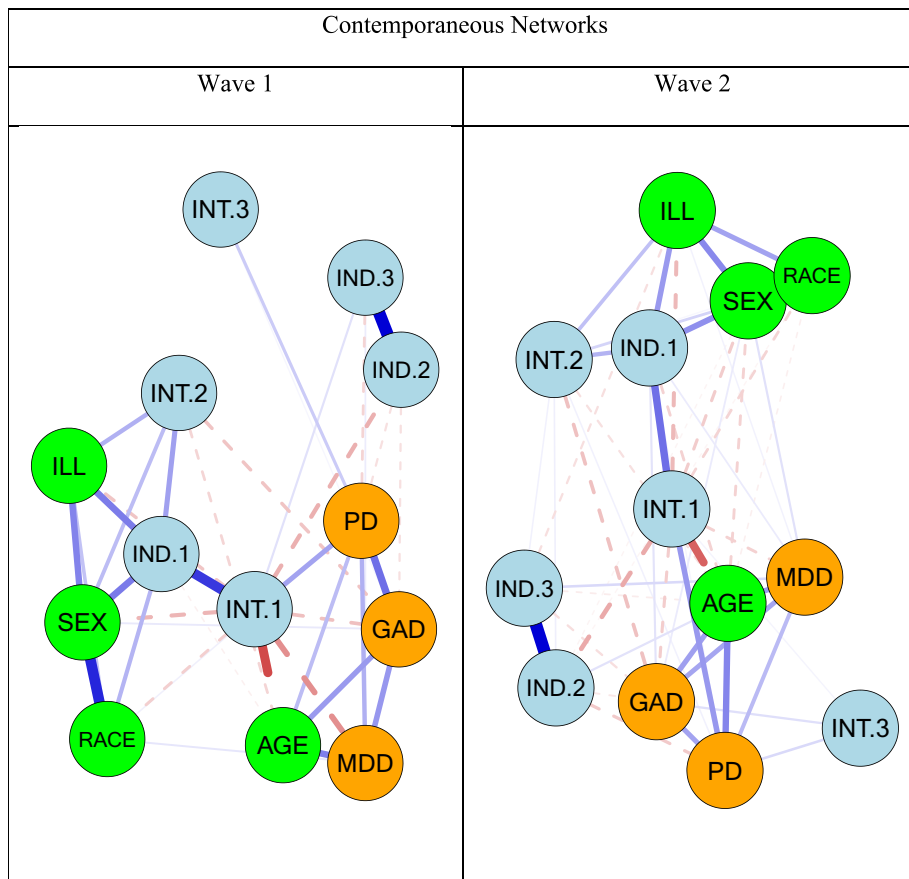 Contemporaneous Networks
Wave 1
Wave 2
INT.3
IND.3
IND.2
INT.2
ILL
PD
IND.1
INT.1
SEX
GAD
RACE
AGE
MDD
ILL
RACE
SEX
IND.1
INT.2
INT.1
MDD
IND.3
AGE
IND.2
GAD
INT.3
PD